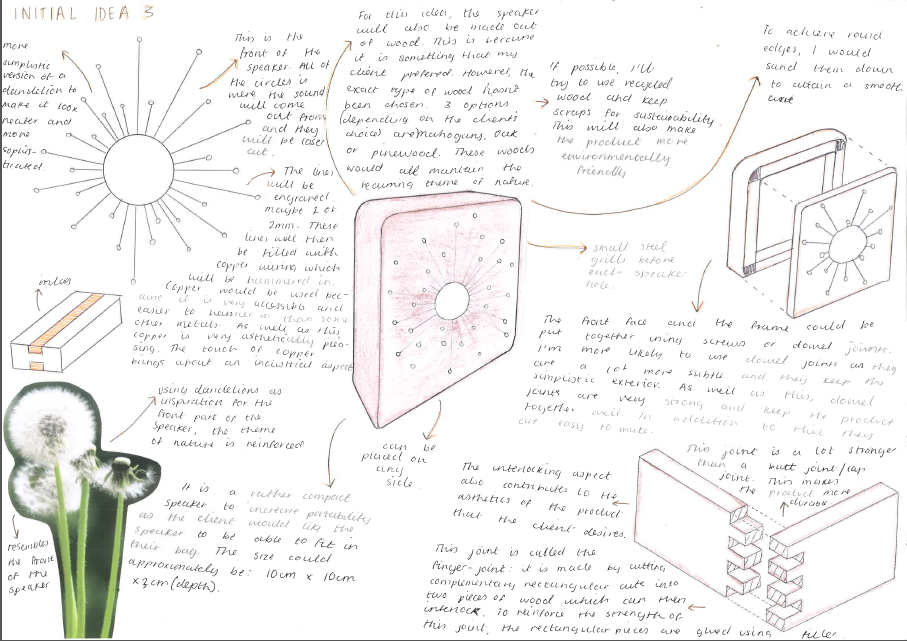 INITIAL IDEA 3
more
simplistic
version of a
dandelion to
make it look
neater and
more
sophis-
ticated.
This is the
front of the
speaker. All of
the circles is
were the sound
will come
out from
and they
will be laser
cut.
The lines
will be
engraved
maybe 1 or
2mm. These
lines will then
be filled with
copper wiring which
will be hammered in.
Copper would be used bec-
ause it is very accessible and
easier to hammer in than some
other metals. As well as this,
copper is very asthetically plea-
sing. The touch of copper
brings about an industrial aspect
For this idea, the speaker
will also be made out
of wood. This is because
it is something that my
client prefered. However, the
exact type of wood hasn't
been chosen. 3 options
(depending on the clients
choice) are mahogany, oak
or pinewood. These woods
would all maintain the
recurring theme of nature.
If possible, I'll
try to use recycled
wood and keep
scraps for sustainability.
This will also make
the product more
environmentally
friendly
To achieve round
edges, I would
sand them down
to attain a smooth
small steel
grills before
each speaker
hole.
The front face and the frame could be
put together using screws or dowel joints.
I'm more likely to use dowel joints as they
are a lot more subtle and they keep the
simplistic exterior. As well as this, dowel
joints are very strong and keep the product
together well. In addition to this, they
are easy to make.
inlay
using dandelions as
inspiration for the
front part of the
speaker, the theme
of nature is reinforced
resembles
the front
of the
speaker
It is a rather compact
speaker to increase portability
as the client would like the
speaker to be able to fit in
their bag. The size could
approximately be: 10cm x 10cm
x 3cm (depth).
can be
placed on
any
side.
The interlocking aspect
also contributes to the
asthetics of the product
that the client desires.
This joint is a lot stronger
than a butt joint/lap
joint. This makes
the product more
durable
This joint is called the
finger-joint: it is made by cutting
complementary rectangular cuts into
two pieces of wood which can then
interlock. To reinforce the strength of
this joint, the rectangular pieces are glued using filler.